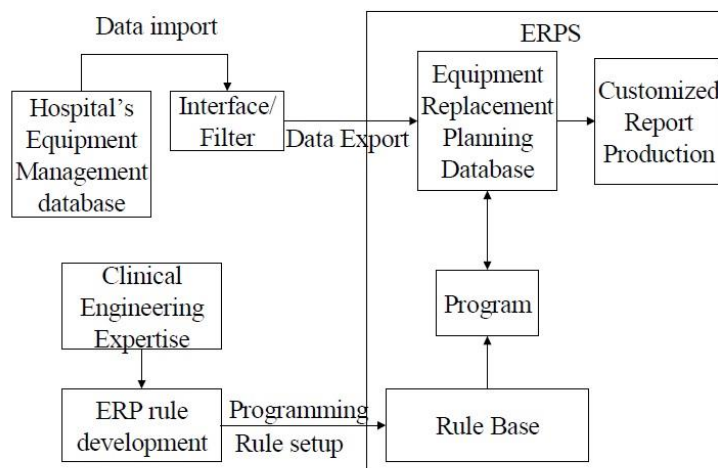 Data import
ERPS
Hospital's
Equipment
Management
database
Interface/
Filter
Data Export
Equipment
Replacement
Planning
Database
Customized
Report
Production
Clinical
Engineering
Expertise
Program
ERP rule
development
Programming
Rule setup
Rule Base